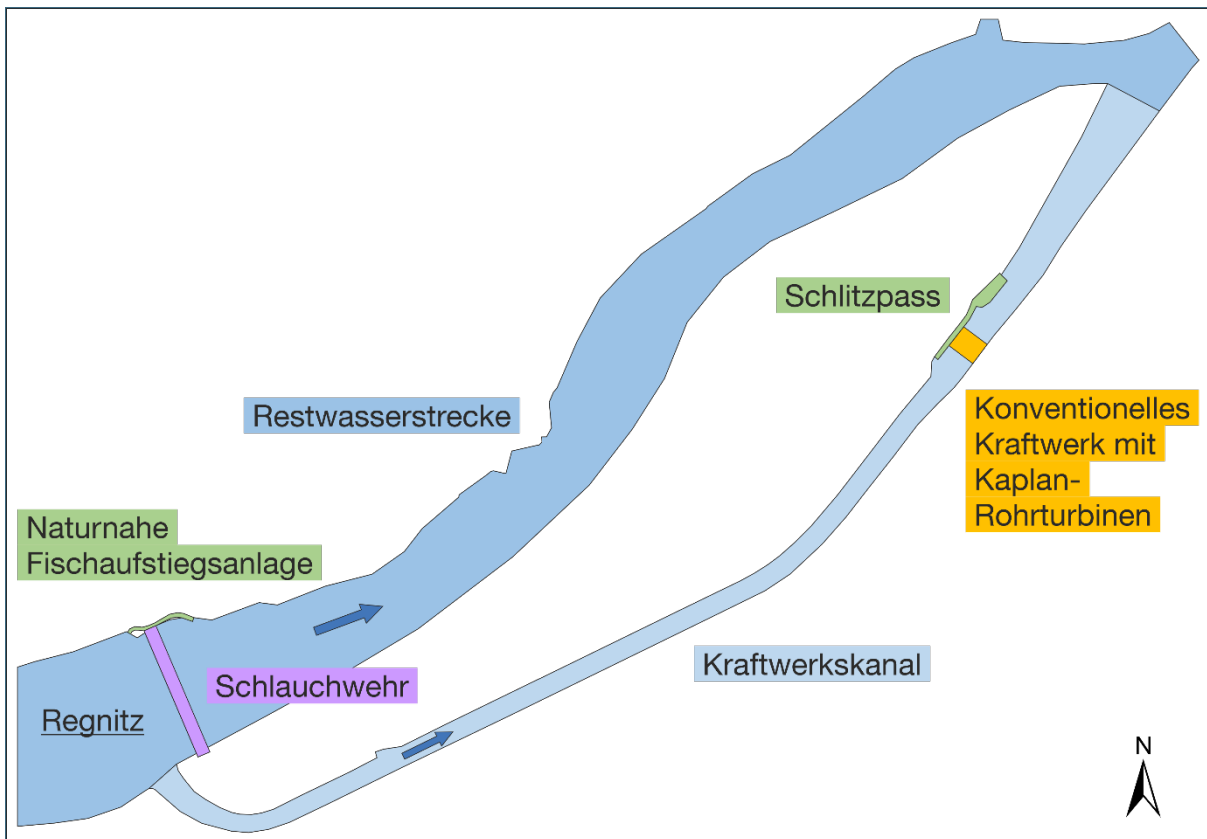 Schlitzpass
Restwasserstrecke
Konventionelles
Kraftwerk mit
Kaplan-
Rohrturbinen
Naturnahe
Fischaufstiegsanlage
Schlauchwehr
Kraftwerkskanal
Regnitz
N